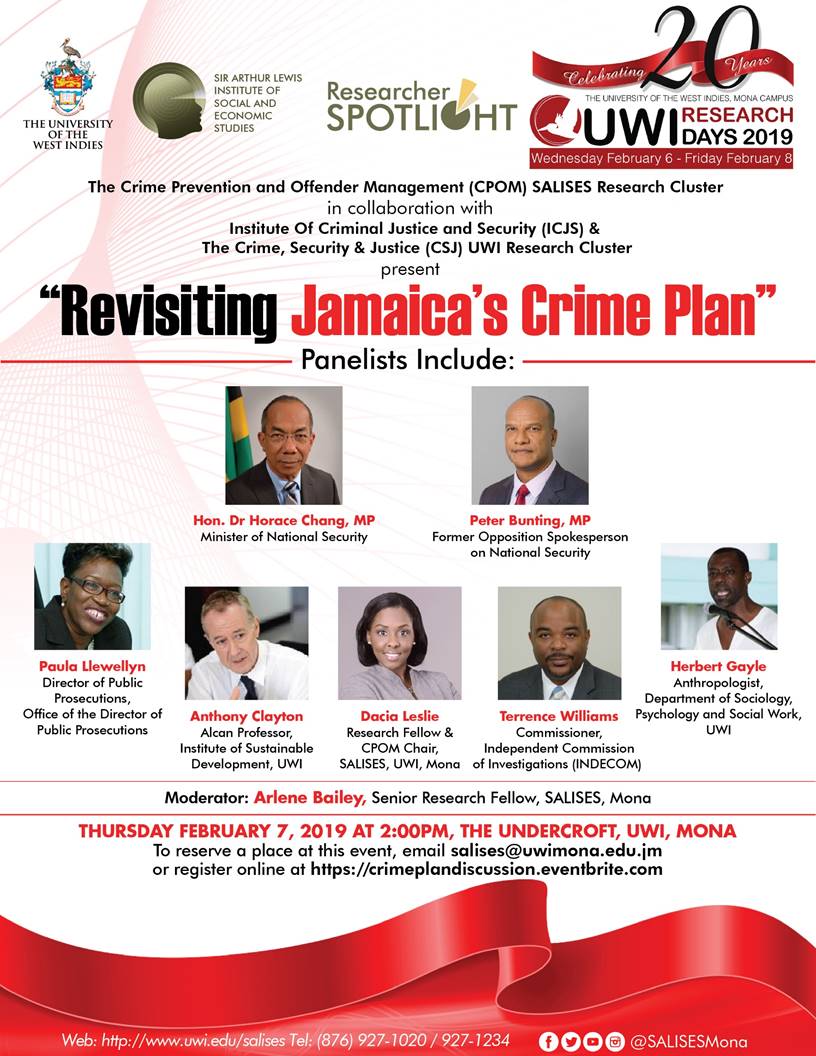 THE UNIVERSITY
OF THE
WEST INDIES
SIR ARTHUR LEWIS
INSTITUTE OF
SOCIAL AND
ECONOMIC
STUDIES
Researcher
SPOTLIGHT
Celebrating 20 Years
THE UNIVERSITY OF THE WEST INDIES, MONA CAMPUS
UWI RESEARCH
DAYS 2019
Wednesday February 6 - Friday February 8
The Crime Prevention and Offender Management (CPOM) SALISES Research Cluster
in collaboration with
Institute Of Criminal Justice and Security (ICJS) &
The Crime, Security & Justice (CSJ) UWI Research Cluster
present
“Revisiting Jamaica’s Crime Plan”
Panelists Include:
Hon. Dr Horace Chang, MP
Minister of National Security
Peter Bunting, MP
Former Opposition Spokesperson
on National Security
Paula Llewellyn
Director of Public
Prosecutions,
Office of the Director of
Public Prosecutions
Anthony Clayton
Alcan Professor,
Institute of Sustainable
Development, UWI
Dacia Leslie
Research Fellow &
CPOM Chair,
SALISES, UWI, Mona
Terrence Williams
Commissioner,
Independent Commission
of Investigations (INDECOM)
Herbert Gayle
Anthropologist,
Department of Sociology,
Psychology and Social Work,
UWI
Moderator: Arlene Bailey, Senior Research Fellow, SALISES, Mona
THURSDAY FEBRUARY 7, 2019 AT 2:00PM, THE UNDERCROFT, UWI, MONA
To reserve a place at this event, email salises@uwimona.edu.jm
or register online at https://crimeplandiscussion.eventbrite.com
Web: http://www.uwi.edu/salises Tel: (876) 927-1020 / 927-1234 @SALISESMona